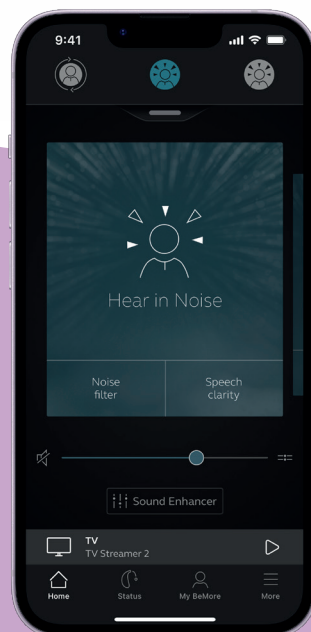 9:41
Hear in Noise
Noise
filter
Speech
clarity
Sound Enhancer
TV
TV Streamer 2
Home
Status
My BeMore
More